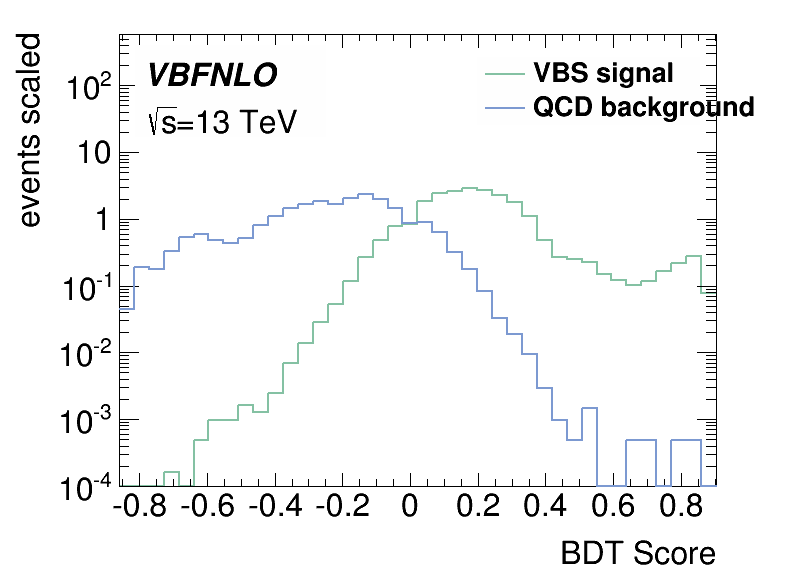 events scaled
VBFNLO
√s=13 TeV
VBS signal
QCD background
10²
10
1
10⁻¹
10⁻²
10⁻³
10⁻⁴
-0.8 -0.6 -0.4 -0.2 0 0.2 0.4 0.6 0.8
BDT Score